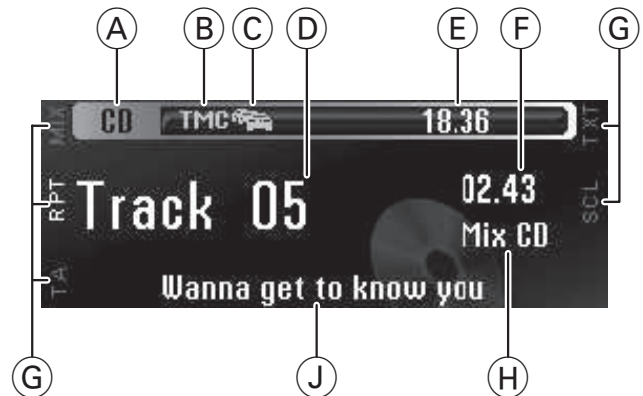 A B C D E F G
MIX CD TMC 18.36 TXT
RPT Track 05 02.43 SCL
Mix CD
TA Wanna get to know you
G J H